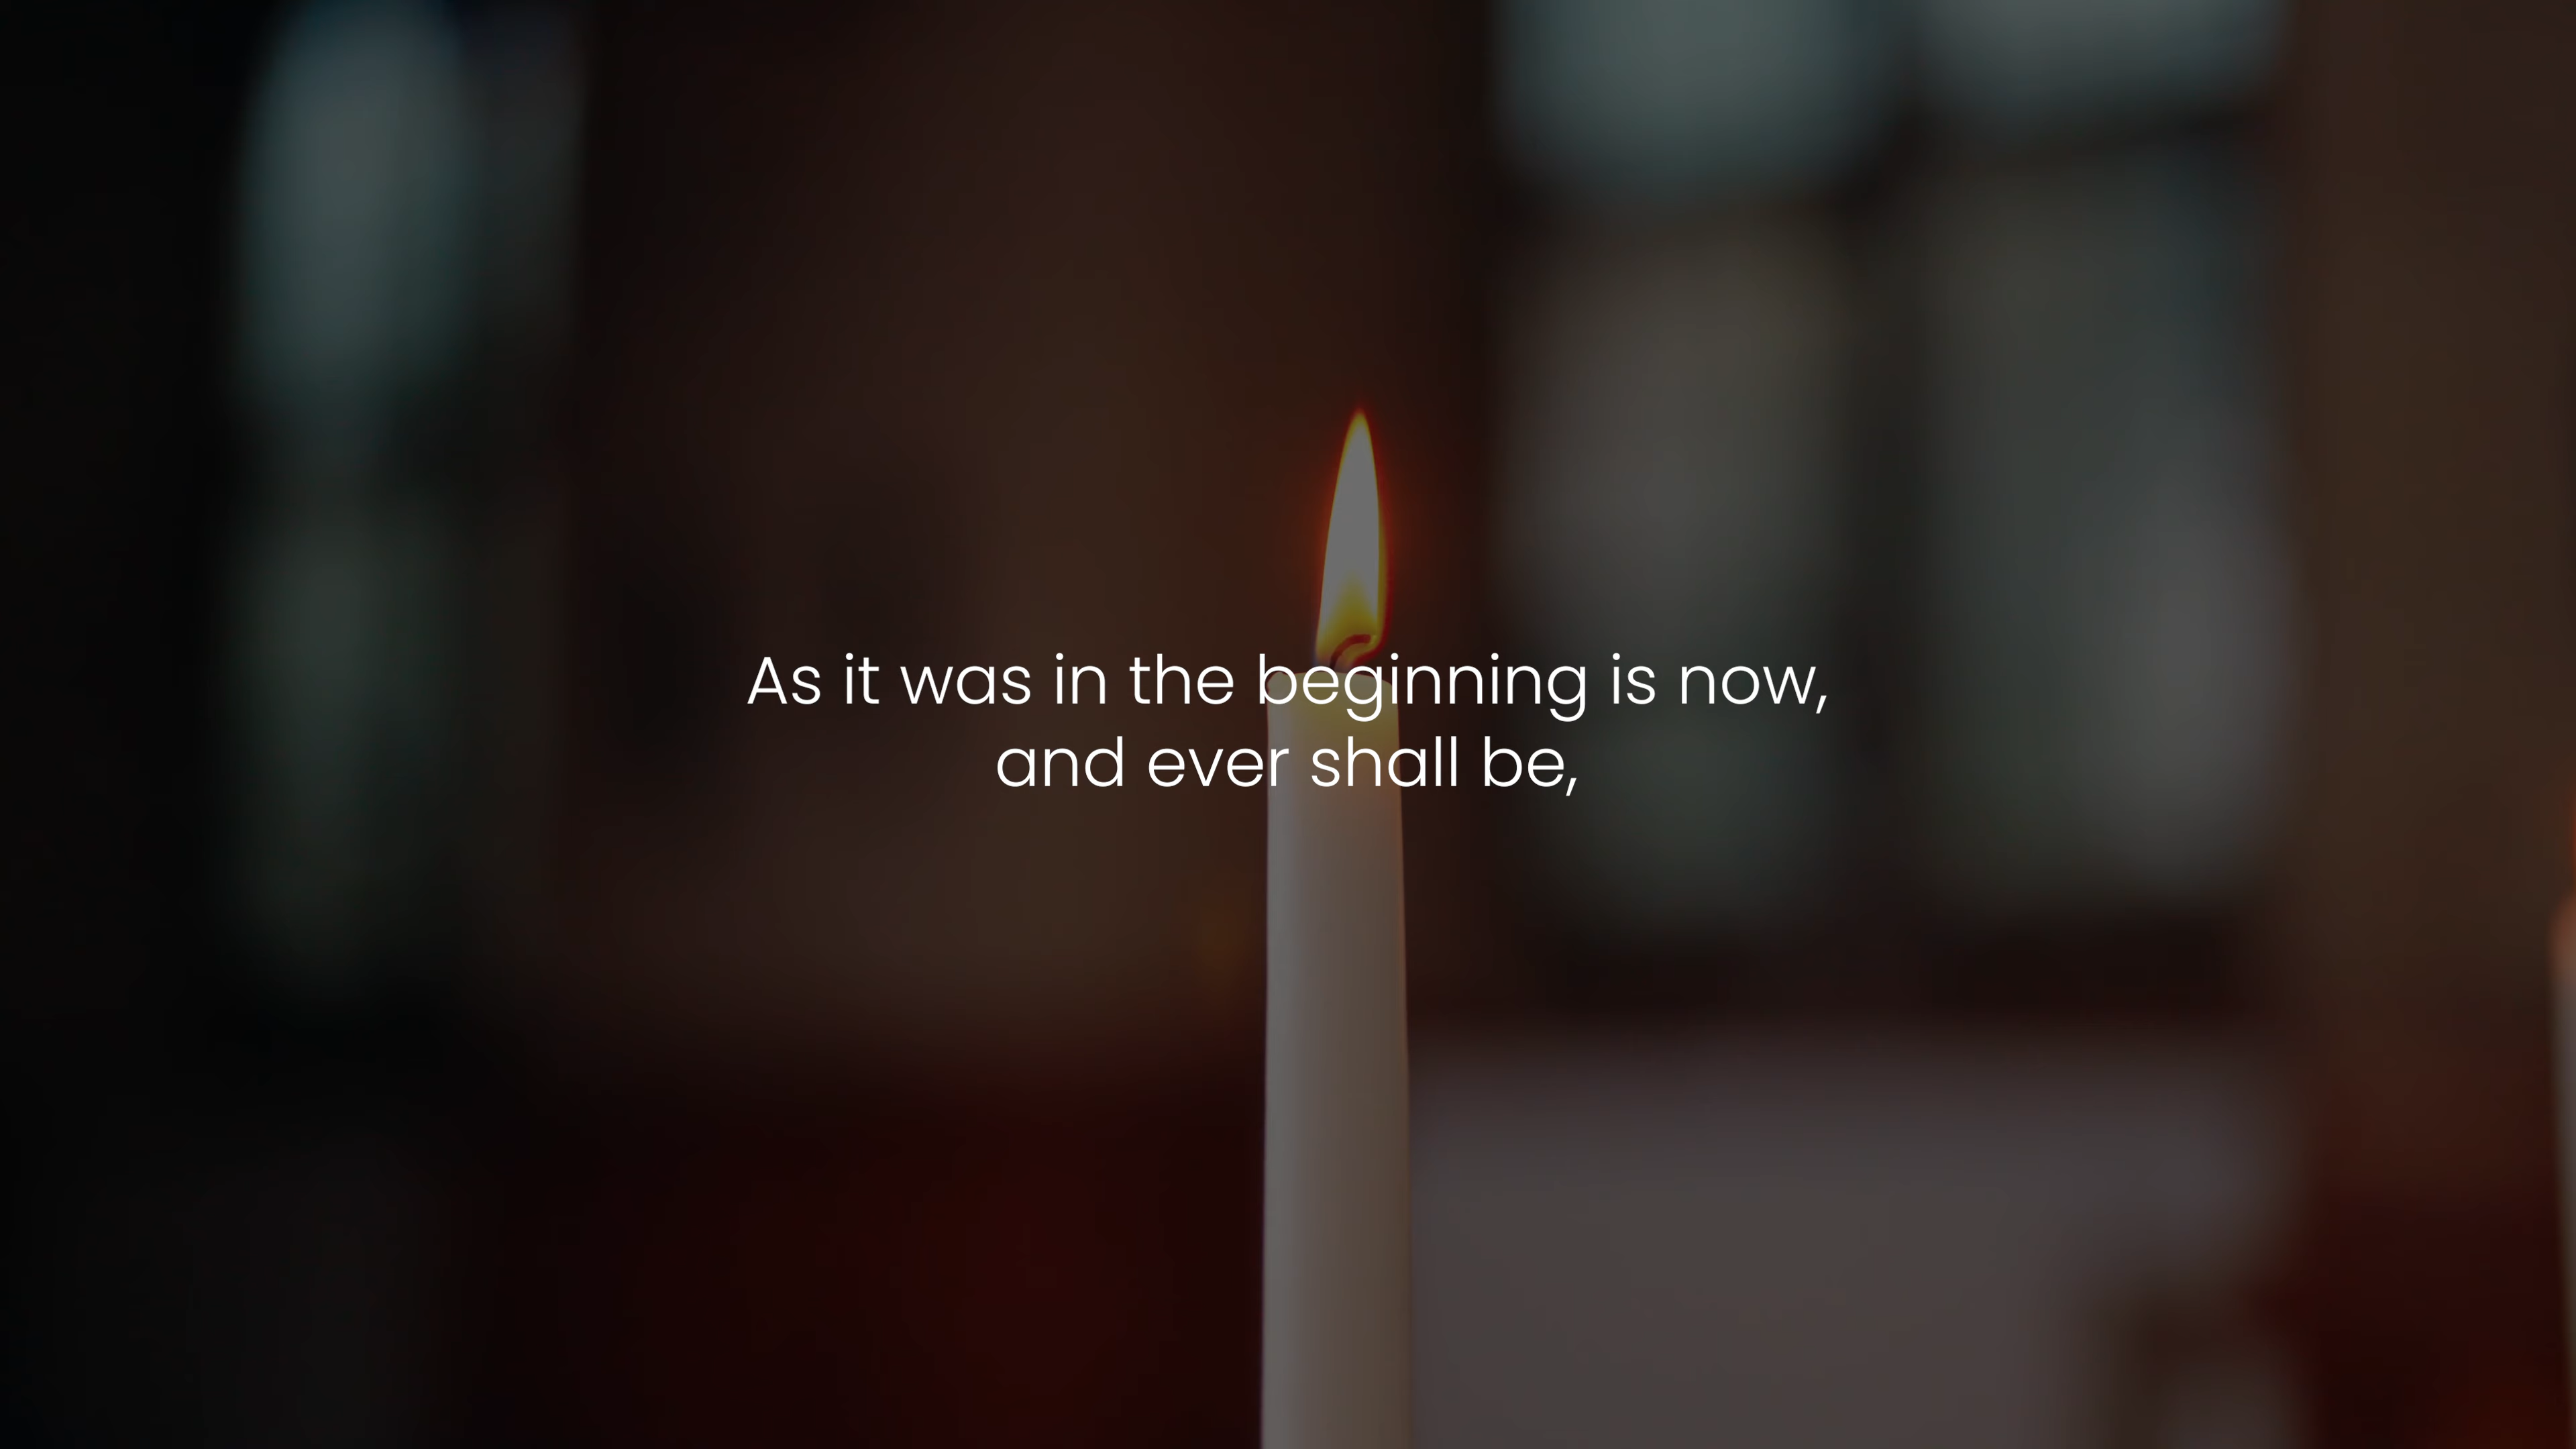 As it was in the beginning is now,
and ever shall be,